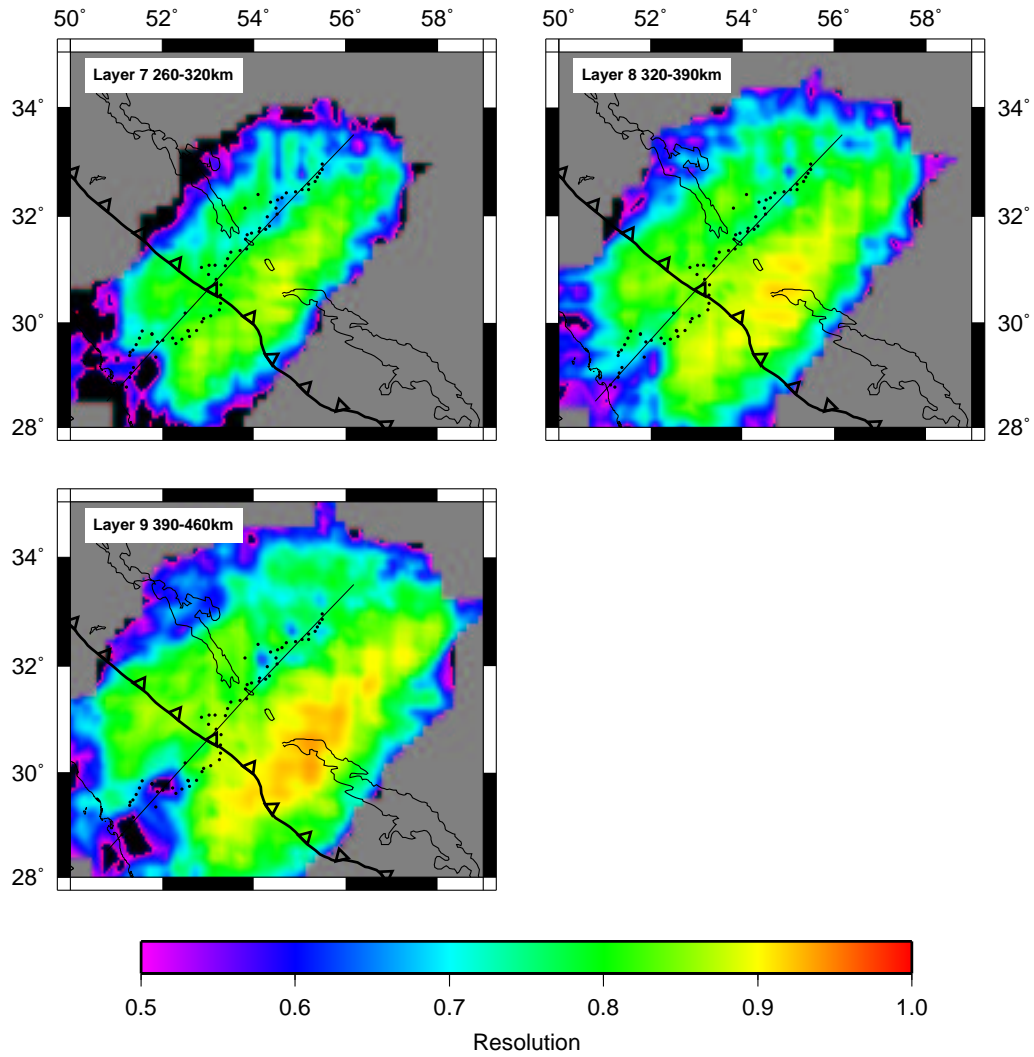 50˚ 52˚ 54˚ 56˚ 58˚ 50˚ 52˚ 54˚ 56˚ 58˚
Layer 7 260-320km
Layer 8 320-390km
34˚ 34˚
32˚ 32˚
30˚ 30˚
28˚ 28˚
Layer 9 390-460km
34˚
32˚
30˚
28˚
0.5 0.6 0.7 0.8 0.9 1.0
Resolution